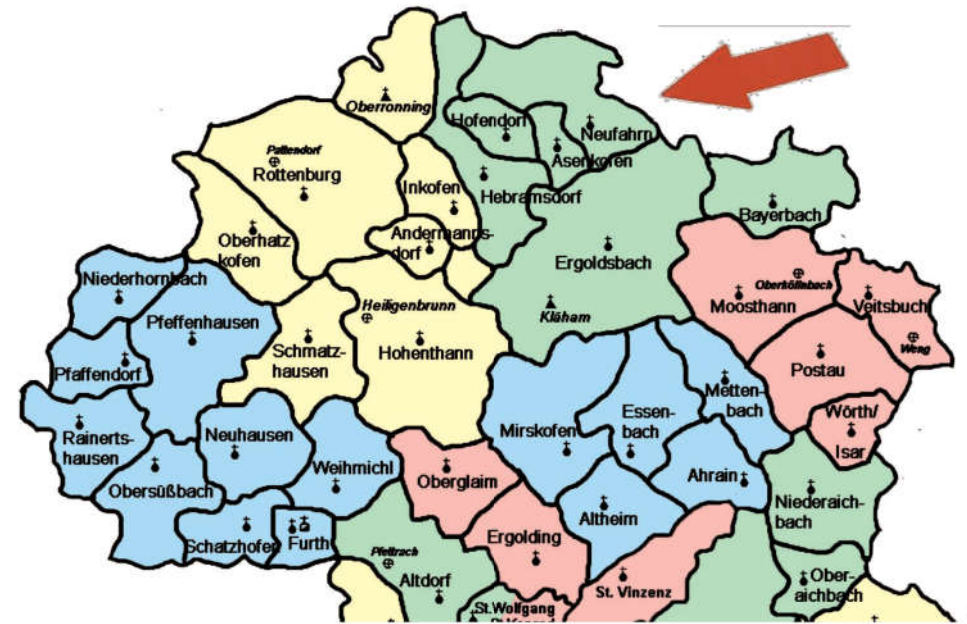 Oberronning
Hofendorf
Neufahrn
Asenkofen
Pattendorf
Rottenburg
Inkofen
Hebramsdorf
Bayerbach
Oberhatz
kofen
Andermanns-
dorf
Ergoldsbach
Niederhornbach
Oberköllnbach
Moosthann
Veitsbuch
Heiligenbrunn
Kläham
Pfeffenhausen
Weng
Schmatz-
hausen
Hohenthann
Postau
Pfaffendorf
Metten-
bach
Essen-
bach
Wörth/
Isar
Rainerts-
hausen
Neuhausen
Mirskofen
Weihmichl
Oberglaim
Ahrain
Obersüßbach
Niederaich-
bach
Altheim
Schatzhofen
Furth
Ergolding
Pfettrach
Altdorf
Ober-
aichbach
St. Vinzenz
St.Wolfgang